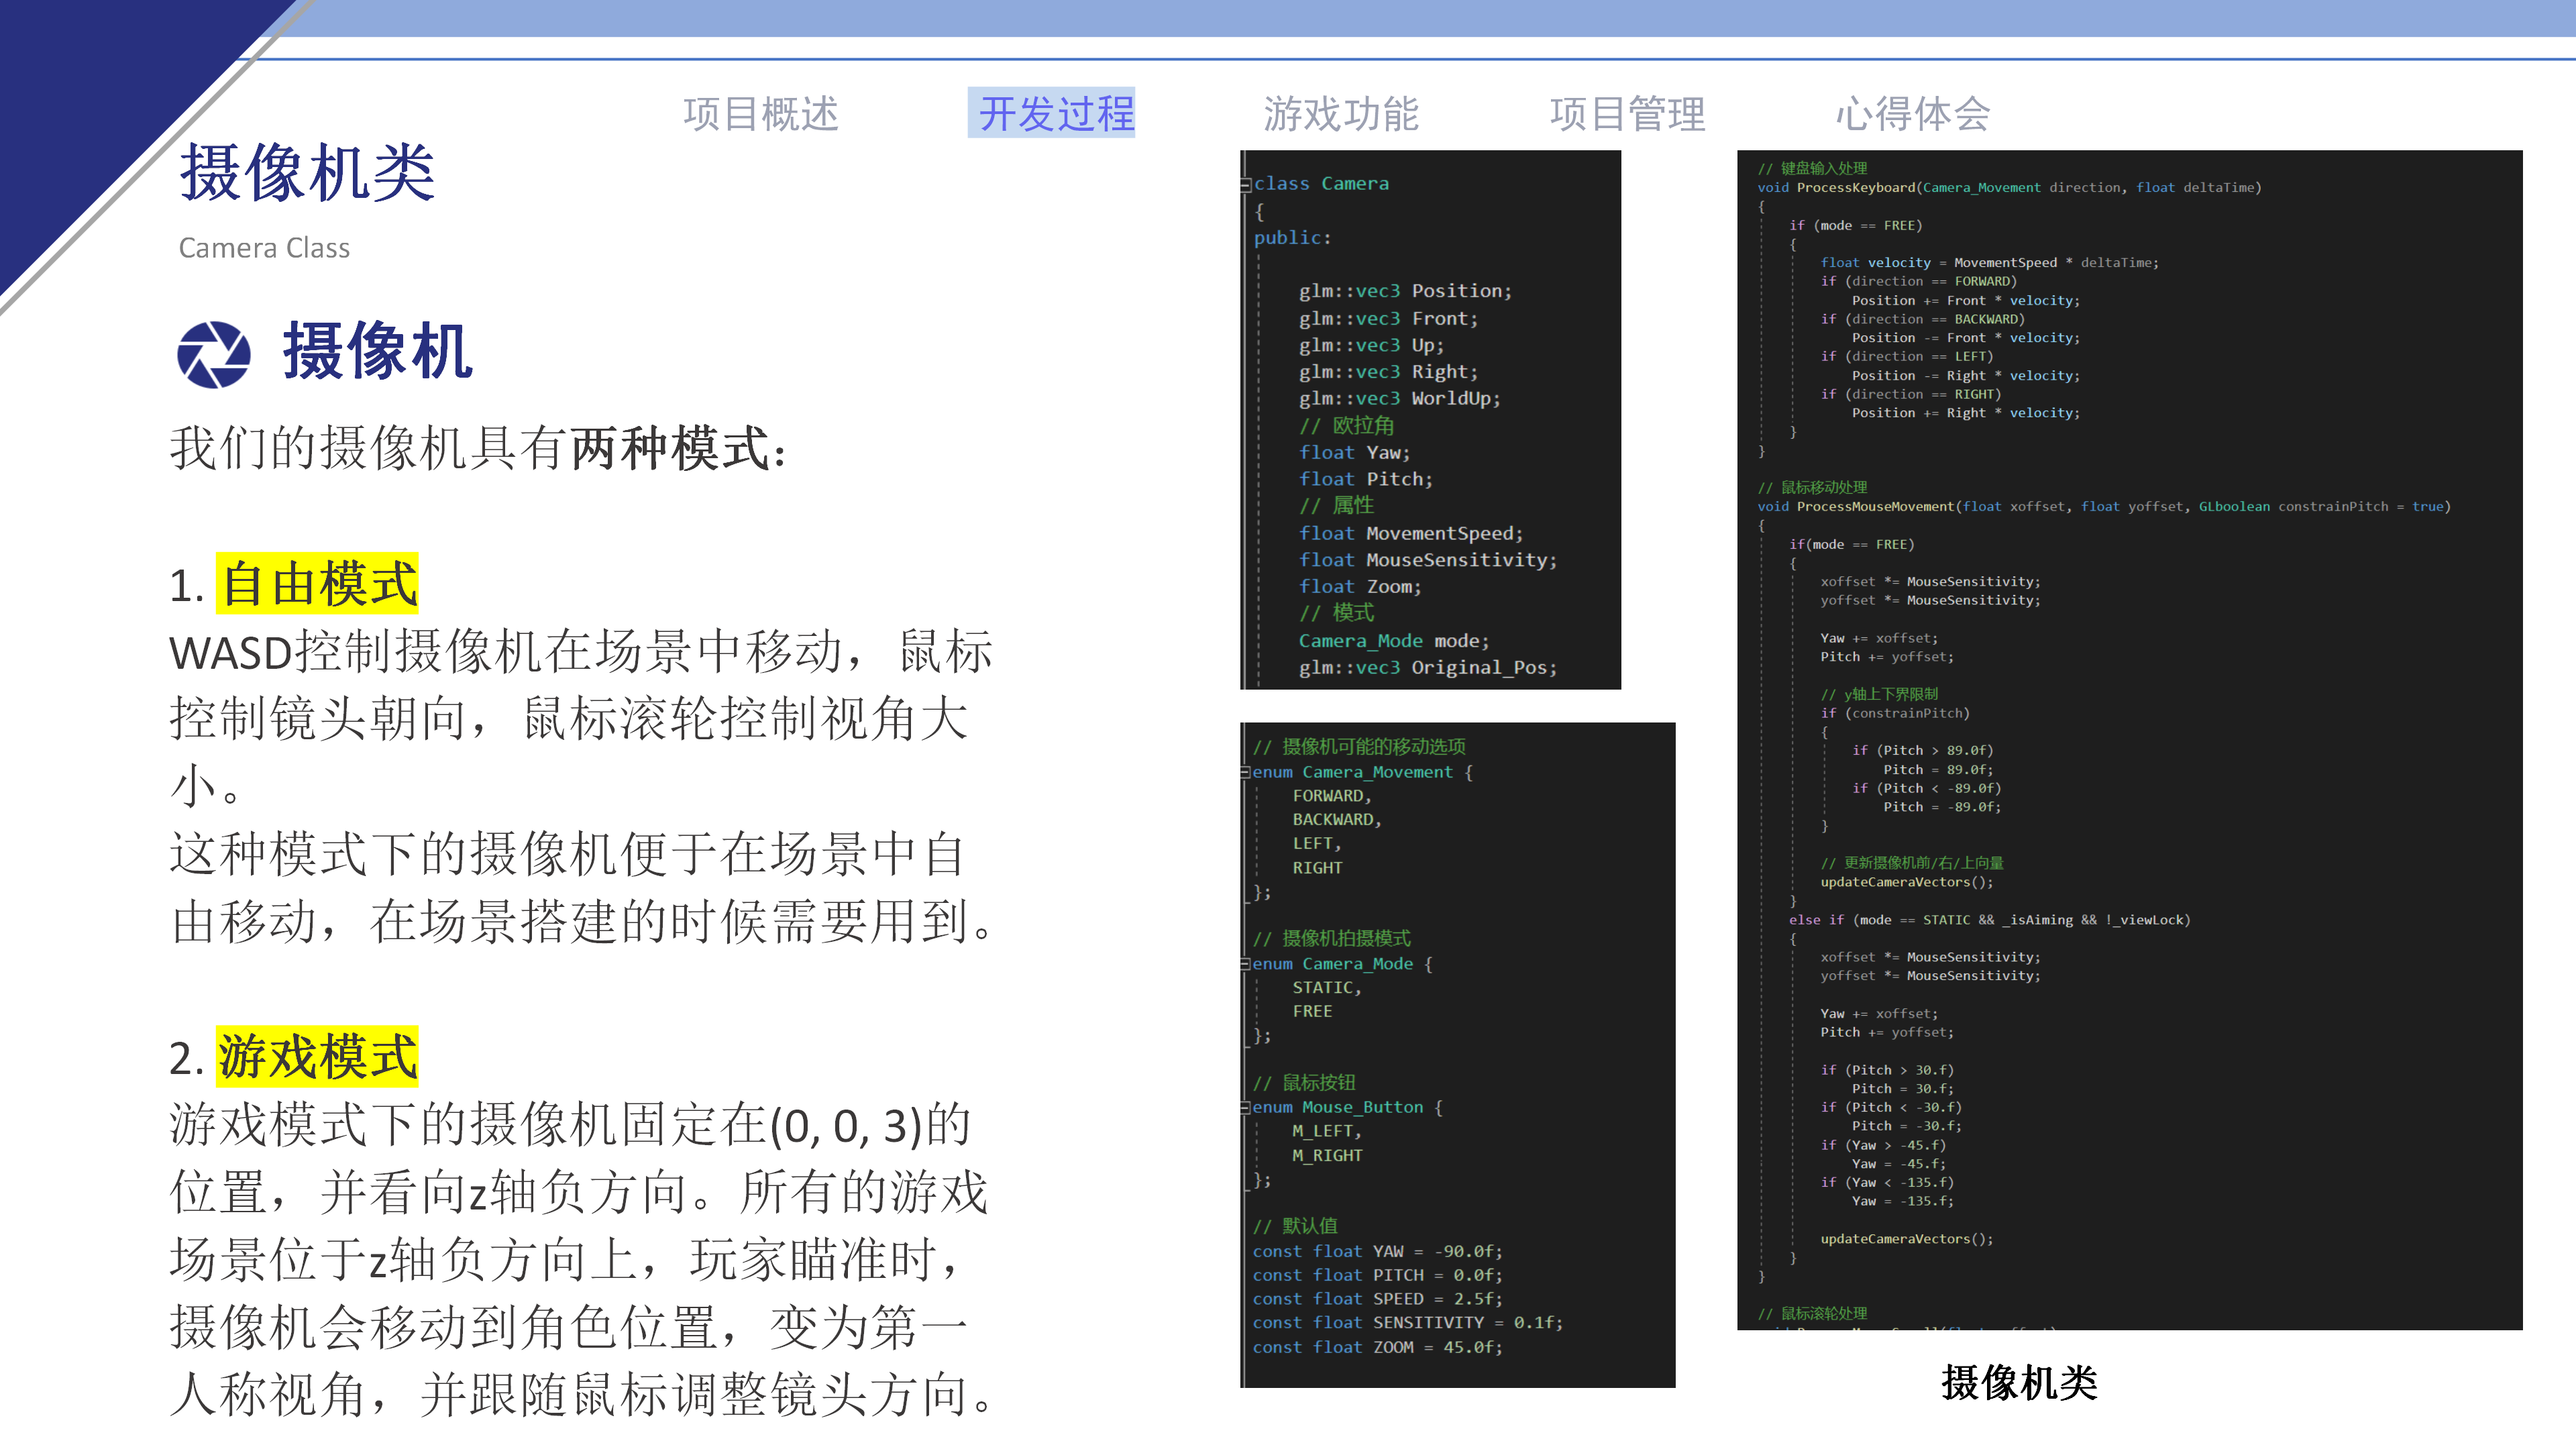 项目概述 开发过程 游戏功能 项目管理 心得体会
摄像机类
Camera Class
摄像机
我们的摄像机具有两种模式：
1. 自由模式
WASD控制摄像机在场景中移动，鼠标
控制镜头朝向，鼠标滚轮控制视角大
小。
这种模式下的摄像机便于在场景中自
由移动，在场景搭建的时候需要用到。
2. 游戏模式
游戏模式下的摄像机固定在(0, 0, 3)的
位置，并看向z轴负方向。所有的游戏
场景位于z轴负方向上，玩家瞄准时，
摄像机会移动到角色位置，变为第一
人称视角，并跟随鼠标调整镜头方向。
class Camera
{
public:
glm::vec3 Position;
glm::vec3 Front;
glm::vec3 Up;
glm::vec3 Right;
glm::vec3 WorldUp;
// 欧拉角
float Yaw;
float Pitch;
// 属性
float MovementSpeed;
float MouseSensitivity;
float Zoom;
// 模式
Camera_Mode mode;
glm::vec3 Original_Pos;
// 摄像机可能的移动选项
enum Camera_Movement {
FORWARD,
BACKWARD,
LEFT,
RIGHT
};
// 摄像机拍摄模式
enum Camera_Mode {
STATIC,
FREE
};
// 鼠标按钮
enum Mouse_Button {
M_LEFT,
M_RIGHT
};
// 默认值
const float YAW = -90.0f;
const float PITCH = 0.0f;
const float SPEED = 2.5f;
const float SENSITIVITY = 0.1f;
const float ZOOM = 45.0f;
// 键盘输入处理
void ProcessKeyboard(Camera_Movement direction, float deltaTime)
{
if (mode == FREE)
{
float velocity = MovementSpeed * deltaTime;
if (direction == FORWARD)
Position += Front * velocity;
if (direction == BACKWARD)
Position -= Front * velocity;
if (direction == LEFT)
Position -= Right * velocity;
if (direction == RIGHT)
Position += Right * velocity;
}
}
// 鼠标移动处理
void ProcessMouseMovement(float xoffset, float yoffset, GLboolean constrainPitch = true)
{
if(mode == FREE)
{
xoffset *= MouseSensitivity;
yoffset *= MouseSensitivity;
Yaw += xoffset;
Pitch += yoffset;
// y轴上下界限制
if (constrainPitch)
{
if (Pitch > 89.0f)
Pitch = 89.0f;
if (Pitch < -89.0f)
Pitch = -89.0f;
}
// 更新摄像机前/右/上向量
updateCameraVectors();
}
else if (mode == STATIC && _isAiming && !_viewLock)
{
xoffset *= MouseSensitivity;
yoffset *= MouseSensitivity;
Yaw += xoffset;
Pitch += yoffset;
if (Pitch > 30.f)
Pitch = 30.f;
if (Pitch < -30.f)
Pitch = -30.f;
if (Yaw > -45.f)
Yaw = -45.f;
if (Yaw < -135.f)
Yaw = -135.f;
updateCameraVectors();
}
}
// 鼠标滚轮处理
摄像机类